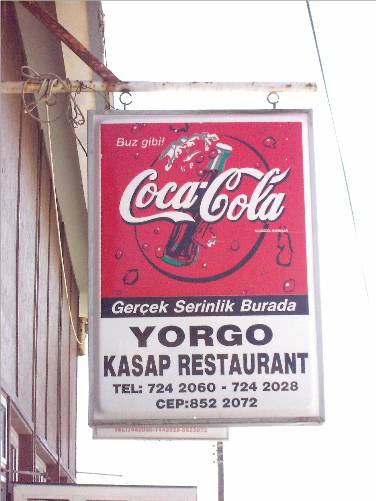 Buz gibi!
Coca-Cola
Gerçek Serinlik Burada
YORGO
KASAP RESTAURANT
TEL: 724 2060 - 724 2028
CEP:852 2072